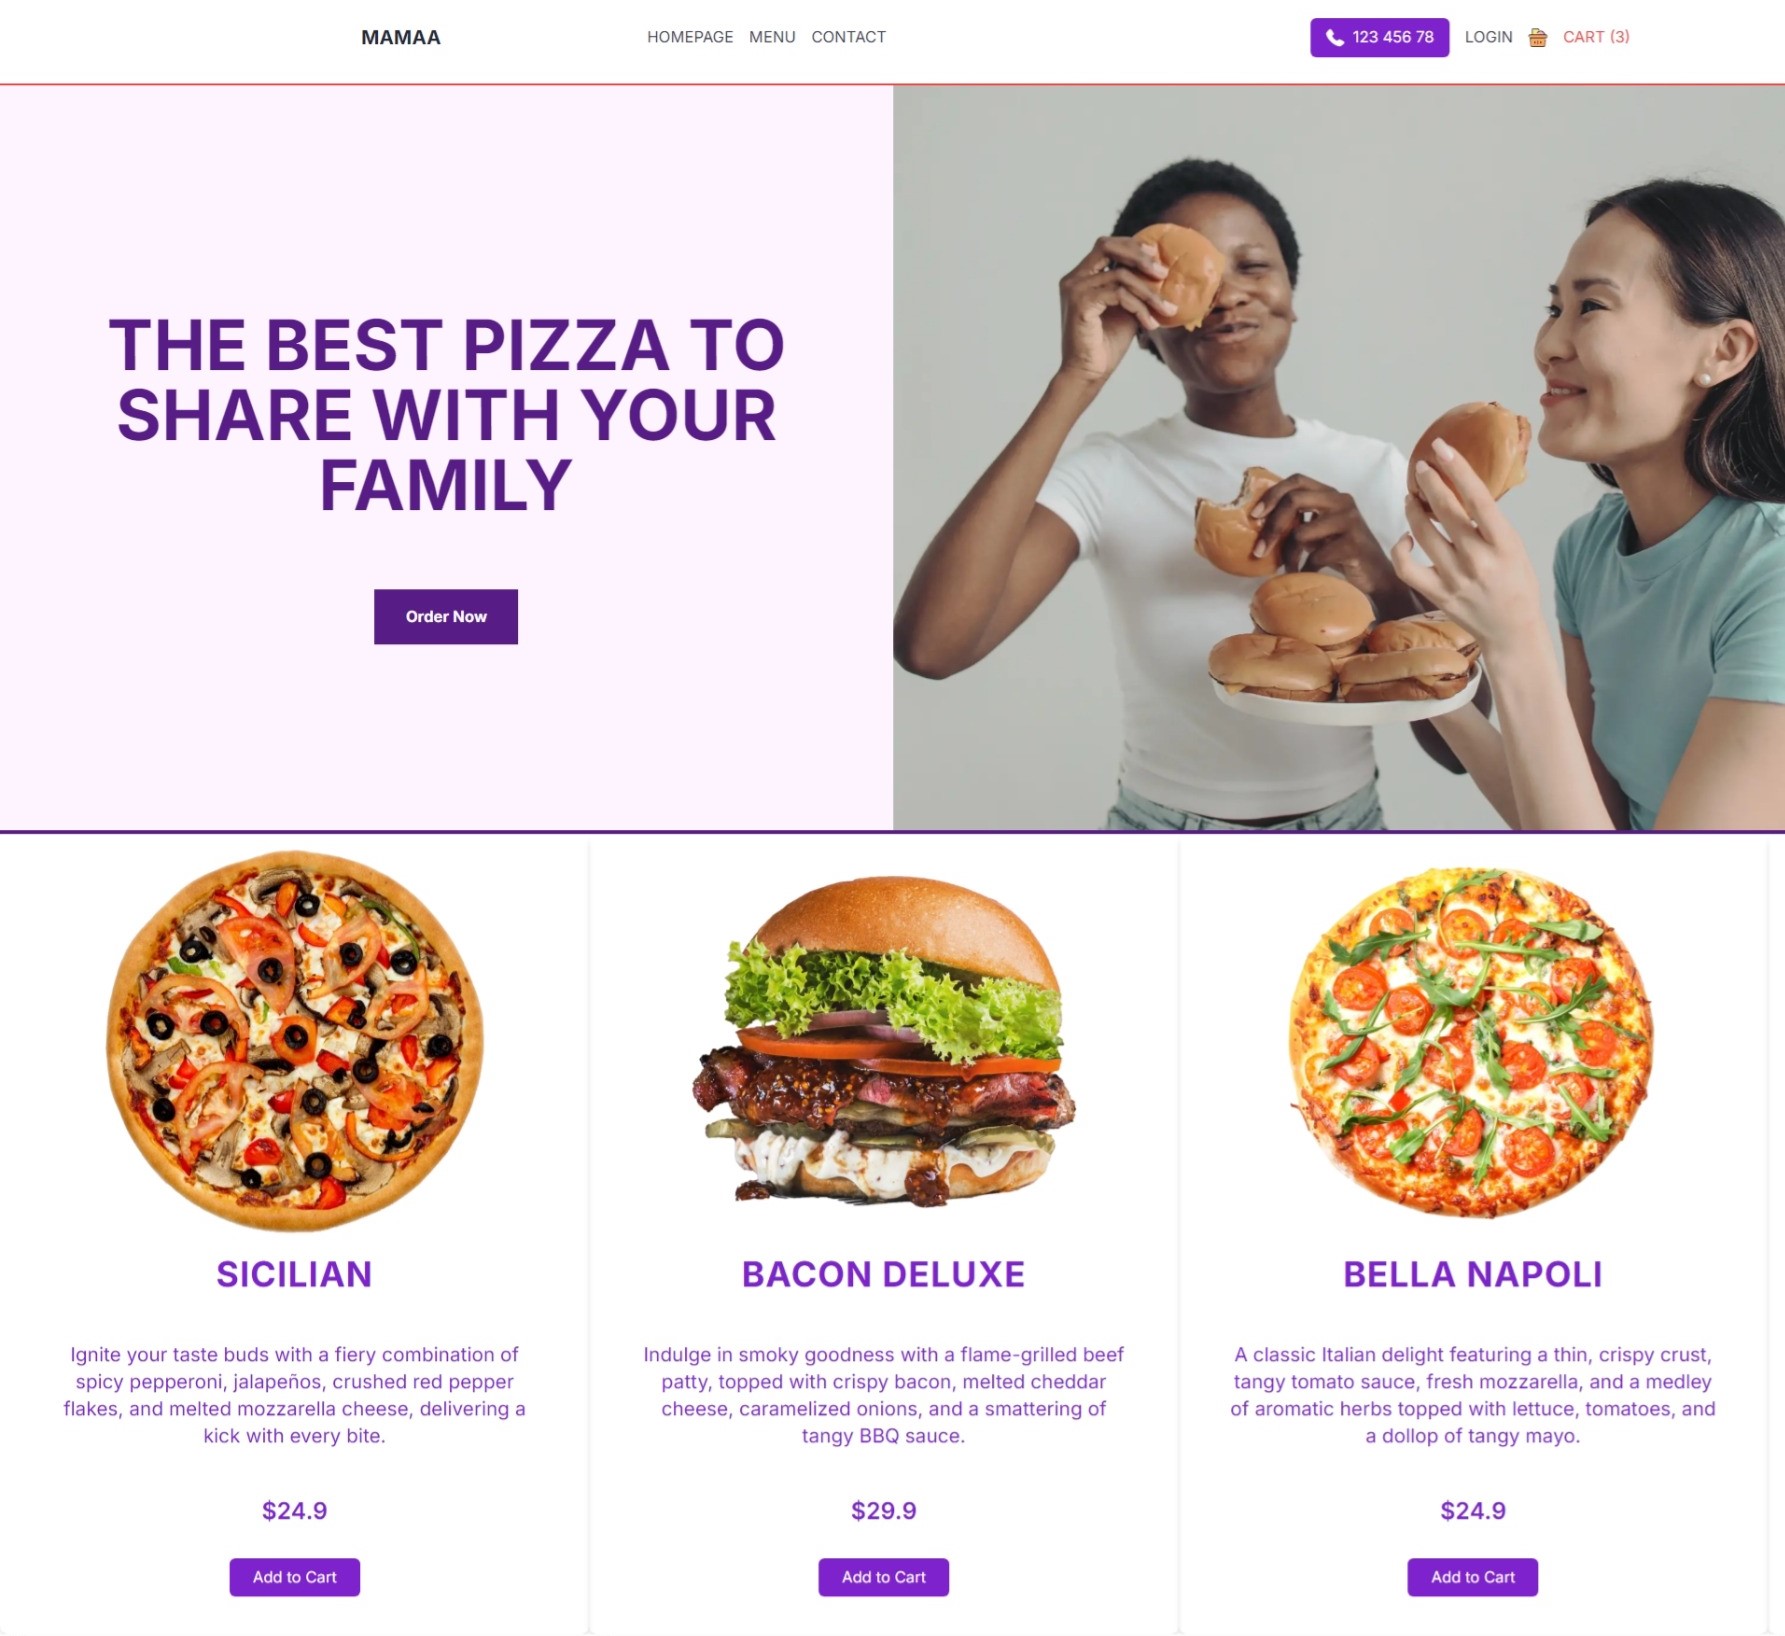 MAMAA
HOMEPAGE MENU CONTACT
123 456 78 LOGIN CART (3)
THE BEST PIZZA TO
SHARE WITH YOUR
FAMILY
Order Now
SICILIAN
Ignite your taste buds with a fiery combination of
spicy pepperoni, jalapeños, crushed red pepper
flakes, and melted mozzarella cheese, delivering a
kick with every bite.
$24.9
Add to Cart
BACON DELUXE
Indulge in smoky goodness with a flame-grilled beef
patty, topped with crispy bacon, melted cheddar
cheese, caramelized onions, and a smattering of
tangy BBQ sauce.
$29.9
Add to Cart
BELLA NAPOLI
A classic Italian delight featuring a thin, crispy crust,
tangy tomato sauce, fresh mozzarella, and a medley
of aromatic herbs topped with lettuce, tomatoes, and
a dollop of tangy mayo.
$24.9
Add to Cart